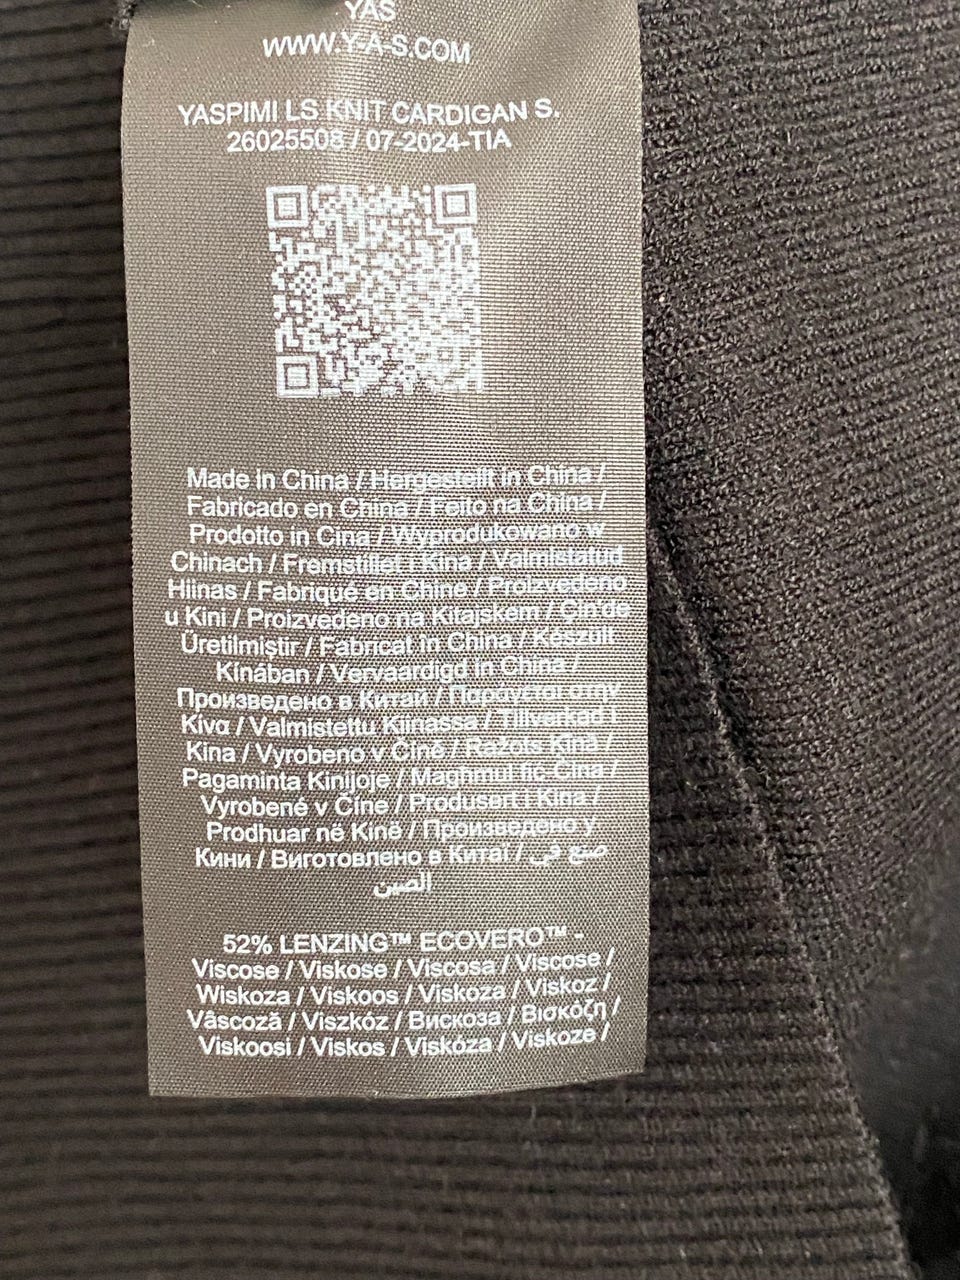 YAS
WWW.Y-A-S.COM
YASPIMI LS KNIT CARDIGAN S.
26025508 / 07-2024-TIA
Made in China / Hergestellt in China /
Fabricado en China / Feito na China /
Prodotto in Cina / Wyprodukowano w
Chinach / Fremstillet i Kina / Valmistatud
Hiinas / Fabriqué en Chine / Proizvedeno
u Kini / Proizvedeno na Kitajskem / Çin'de
Üretilmiştir / Fabricat în China / Készült
Kínában / Vervaardigd in China /
Произведено в Китай / Παράγεται στην
Κίνα / Valmistettu Kiinassa / Tillverkad i
Kina / Vyrobeno v Číně / Ražots Ķīnā /
Pagaminta Kinijoje / Magħmul fiċ Ċina /
Vyrobené v Číne / Produsert i Kina /
Prodhuar në Kinë / Произведено у
Кини / Виготовлено в Китаї / صنع في
الصين
52% LENZING™ ECOVERO™ -
Viscose / Viskose / Viscosa / Viscose /
Wiskoza / Viskoos / Viskoza / Viskoz /
Vâscoză / Viszkóz / Вискоза / Βισκόζη /
Viskoosi / Viskos / Viskóza / Viskoze /